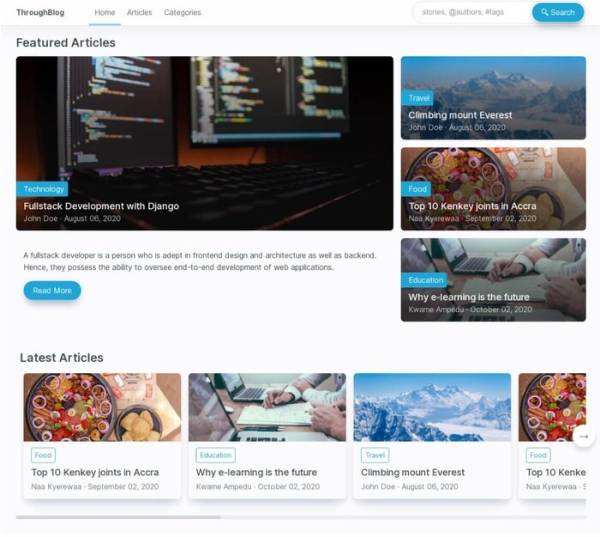 ThroughBlog
Home
Articles
Categories
stories, @authors, #tags
Search
Featured Articles
Technology
Fullstack Development with Django
John Doe · August 06, 2020
A fullstack developer is a person who is adept in frontend design and architecture as well as backend.
Hence, they possess the ability to oversee end-to-end development of web applications.
Read More
Travel
Climbing mount Everest
John Doe · August 06, 2020
Food
Top 10 Kenkey joints in Accra
Naa Kyerewaa · September 02, 2020
Education
Why e-learning is the future
Kwame Ampedu · October 02, 2020
Latest Articles
Food
Top 10 Kenkey joints in Accra
Naa Kyerewaa · September 02, 2020
Education
Why e-learning is the future
Kwame Ampedu · October 02, 2020
Travel
Climbing mount Everest
John Doe · August 06, 2020
Food
Top 10 Kenke
Naa Kyerewaa · S